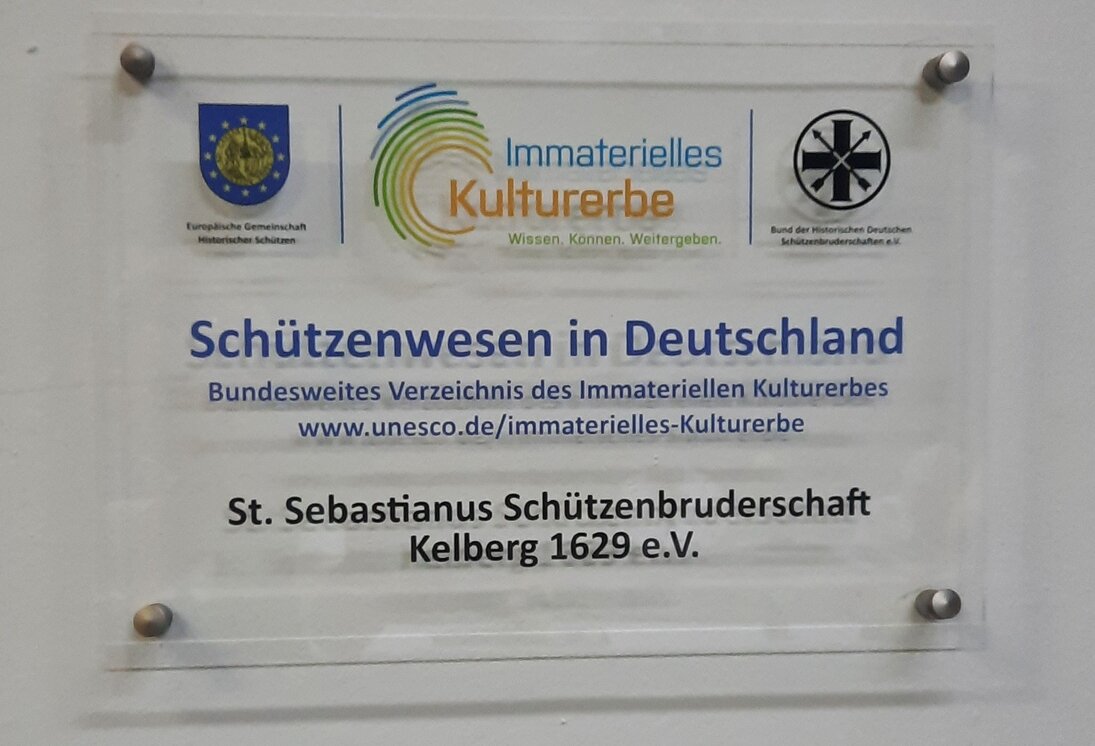 Europäische Gemeinschaft
Historischer Schützen
Immaterielles
Kulturerbe
Wissen. Können. Weitergeben.
Bund der Historischen Deutschen
Schützenbruderschaften e.V.
Schützenwesen in Deutschland
Bundesweites Verzeichnis des Immateriellen Kulturerbes
www.unesco.de/immaterielles-Kulturerbe
St. Sebastianus Schützenbruderschaft
Kelberg 1629 e.V.